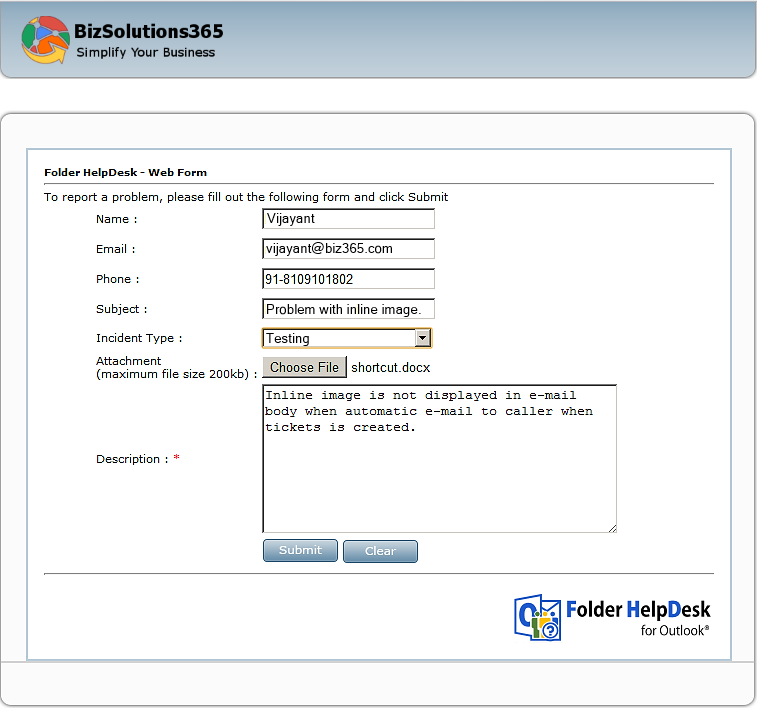 BizSolutions365
Simplify Your Business
Folder HelpDesk - Web Form
To report a problem, please fill out the following form and click Submit
Name : Vijayant
Email : vijayant@biz365.com
Phone : 91-8109101802
Subject : Problem with inline image.
Incident Type : Testing
Attachment
(maximum file size 200kb) : Choose File shortcut.docx
Description : *
Inline image is not displayed in e-mail
body when automatic e-mail to caller when
tickets is created.
Submit Clear
Folder HelpDesk
for Outlook®